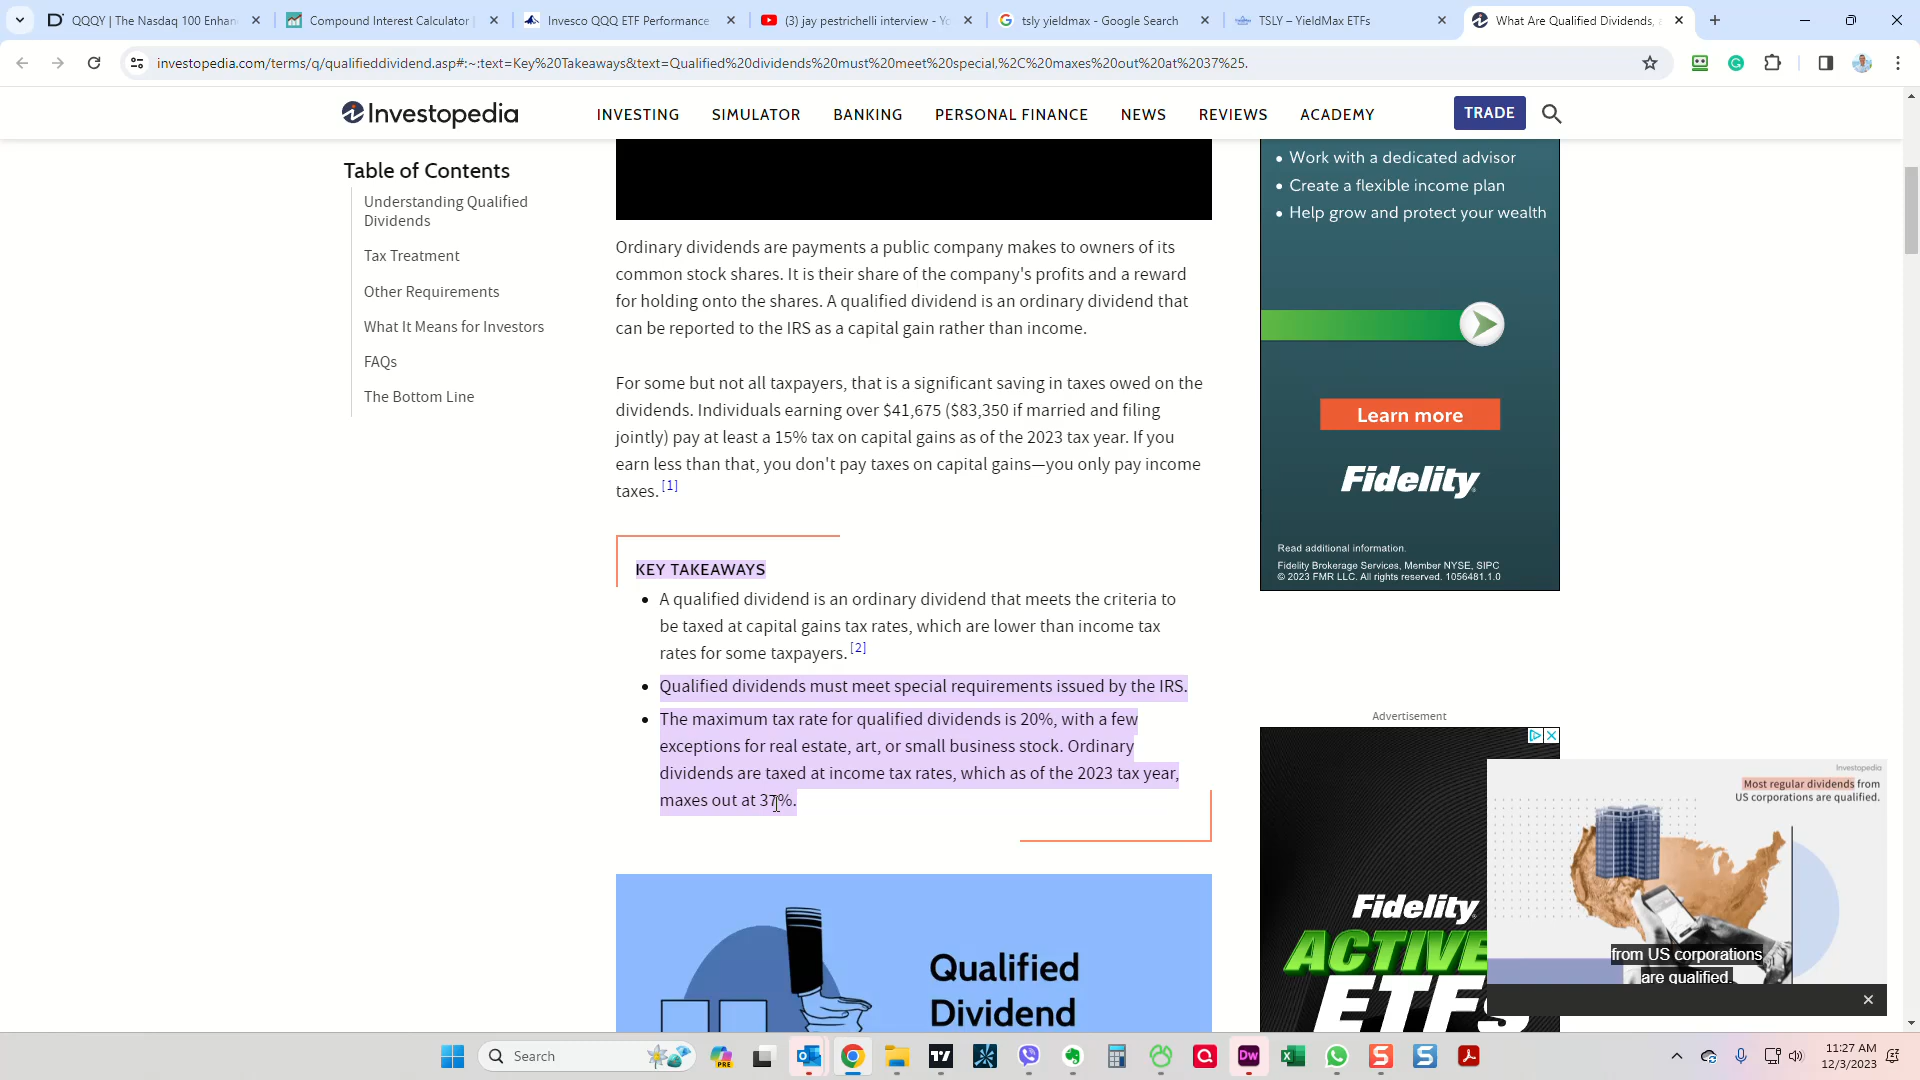 QQQY | The Nasdaq 100 Enhan
Compound Interest Calculator
Invesco QQQ ETF Performance
(3) jay pestrichelli interview - Yo
tsly yieldmax - Google Search
TSLY – YieldMax ETFs
What Are Qualified Dividends, a
investopedia.com/terms/q/qualifieddividend.asp#:~:text=Key%20Takeaways&text=Qualified%20dividends%20must%20meet%20special,%2C%20maxes%20out%20at%2037%25.
Investopedia
INVESTING
SIMULATOR
BANKING
PERSONAL FINANCE
NEWS
REVIEWS
ACADEMY
TRADE
Table of Contents
Understanding Qualified
Dividends
Tax Treatment
Other Requirements
What It Means for Investors
FAQs
The Bottom Line
Ordinary dividends are payments a public company makes to owners of its
common stock shares. It is their share of the company's profits and a reward
for holding onto the shares. A qualified dividend is an ordinary dividend that
can be reported to the IRS as a capital gain rather than income.
For some but not all taxpayers, that is a significant saving in taxes owed on the
dividends. Individuals earning over $41,675 ($83,350 if married and filing
jointly) pay at least a 15% tax on capital gains as of the 2023 tax year. If you
earn less than that, you don't pay taxes on capital gains—you only pay income
taxes. [1]
KEY TAKEAWAYS
• A qualified dividend is an ordinary dividend that meets the criteria to
be taxed at capital gains tax rates, which are lower than income tax
rates for some taxpayers. [2]
• Qualified dividends must meet special requirements issued by the IRS.
• The maximum tax rate for qualified dividends is 20%, with a few
exceptions for real estate, art, or small business stock. Ordinary
dividends are taxed at income tax rates, which as of the 2023 tax year,
maxes out at 37%.
Qualified
Dividend
• Work with a dedicated advisor
• Create a flexible income plan
• Help grow and protect your wealth
Learn more
Fidelity
Read additional information.
Fidelity Brokerage Services, Member NYSE, SIPC
© 2023 FMR LLC. All rights reserved. 1056481.1.0
Advertisement
Fidelity
ACTIVE
ETFs
Investopedia
Most regular dividends from
US corporations are qualified.
from US corporations
are qualified.
Search
PRE
Dw
11:27 AM
12/3/2023